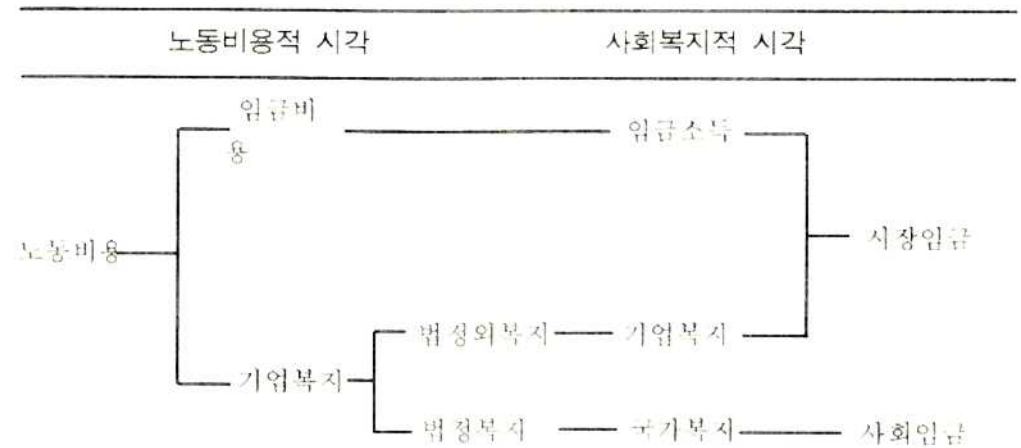 노동비용적 시각 사회복지적 시각
임금비
용
임금소득
노동비용
시장임금
법정외복지
기업복지
기업복지
법정복지
국가복지
사회임금